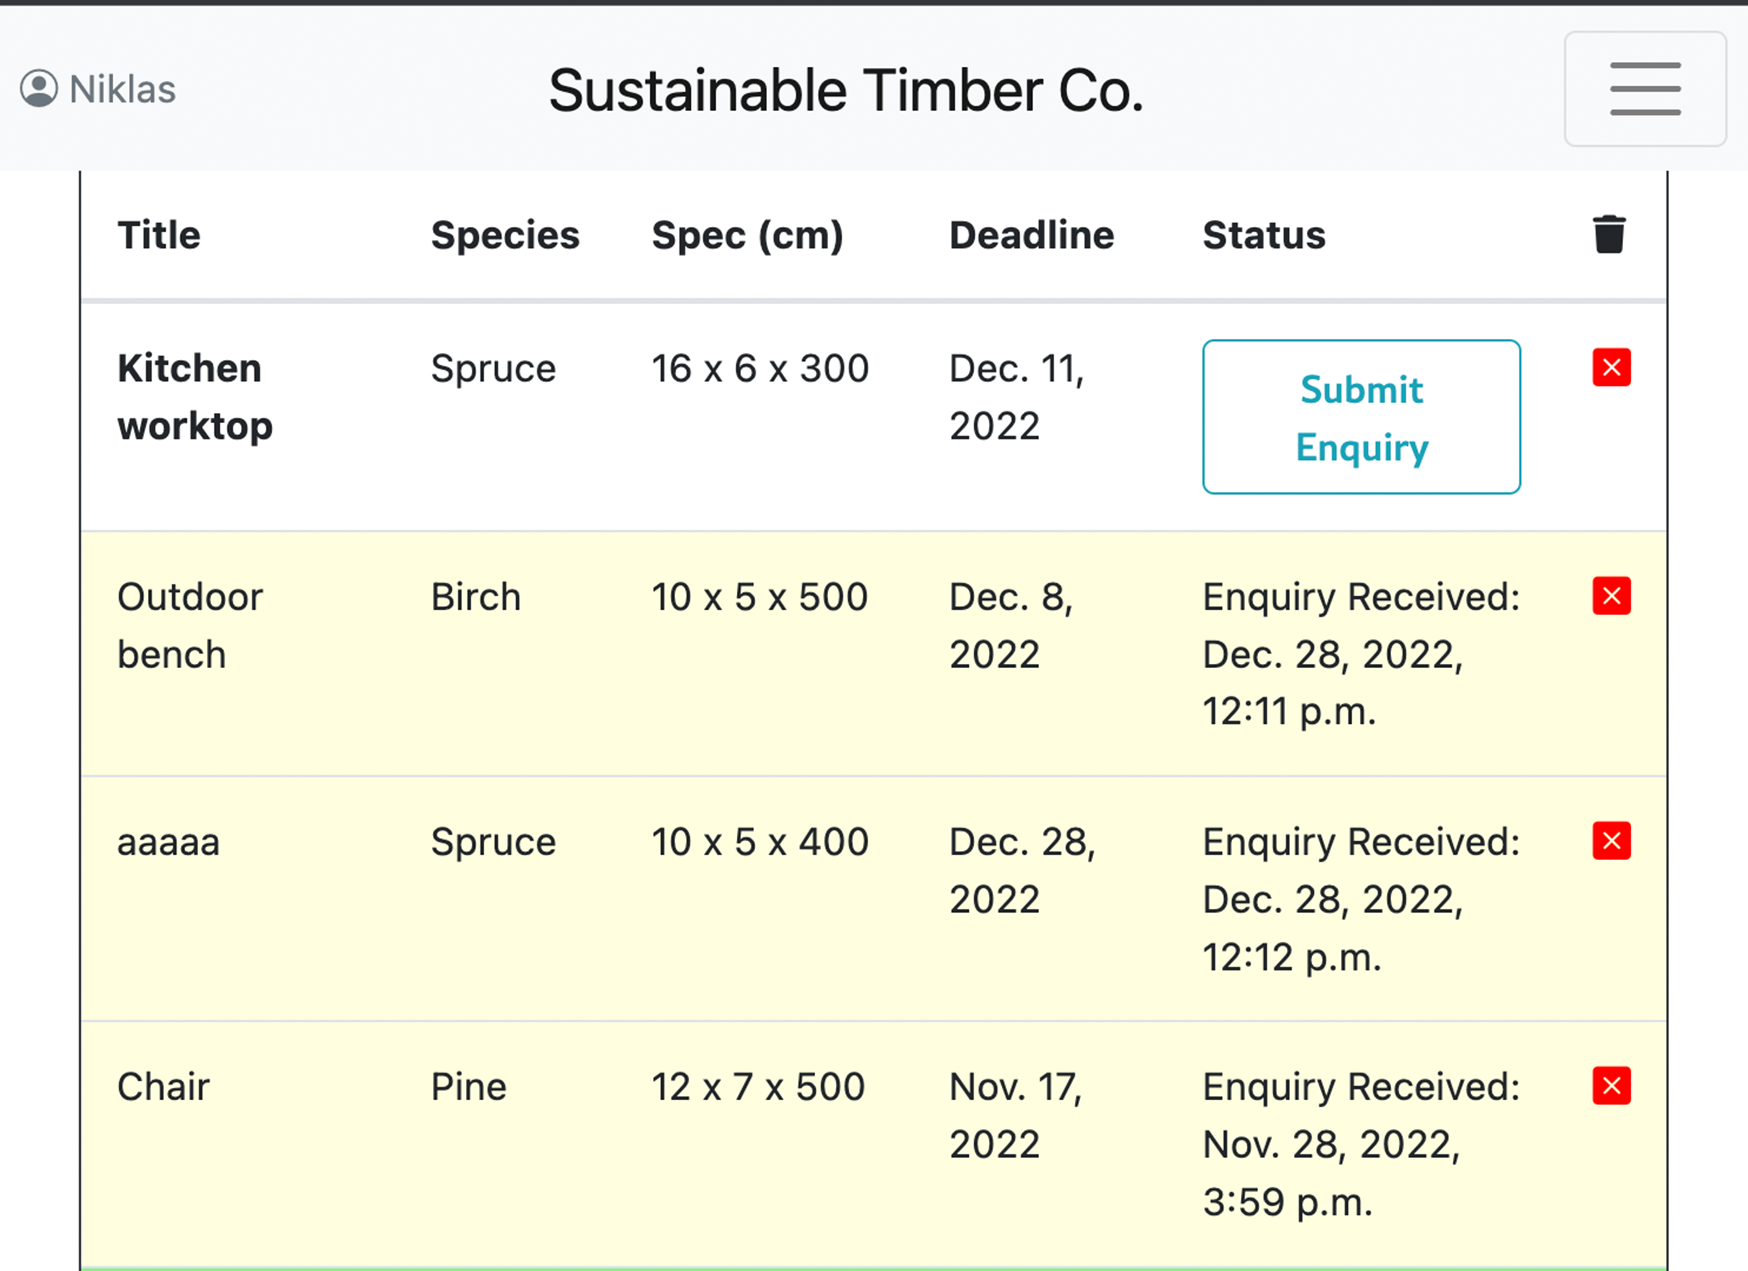 Niklas
Sustainable Timber Co.
Title Species Spec (cm) Deadline Status
Kitchen worktop Spruce 16 x 6 x 300 Dec. 11, 2022 Submit Enquiry
Outdoor bench Birch 10 x 5 x 500 Dec. 8, 2022 Enquiry Received: Dec. 28, 2022, 12:11 p.m.
aaaaa Spruce 10 x 5 x 400 Dec. 28, 2022 Enquiry Received: Dec. 28, 2022, 12:12 p.m.
Chair Pine 12 x 7 x 500 Nov. 17, 2022 Enquiry Received: Nov. 28, 2022, 3:59 p.m.